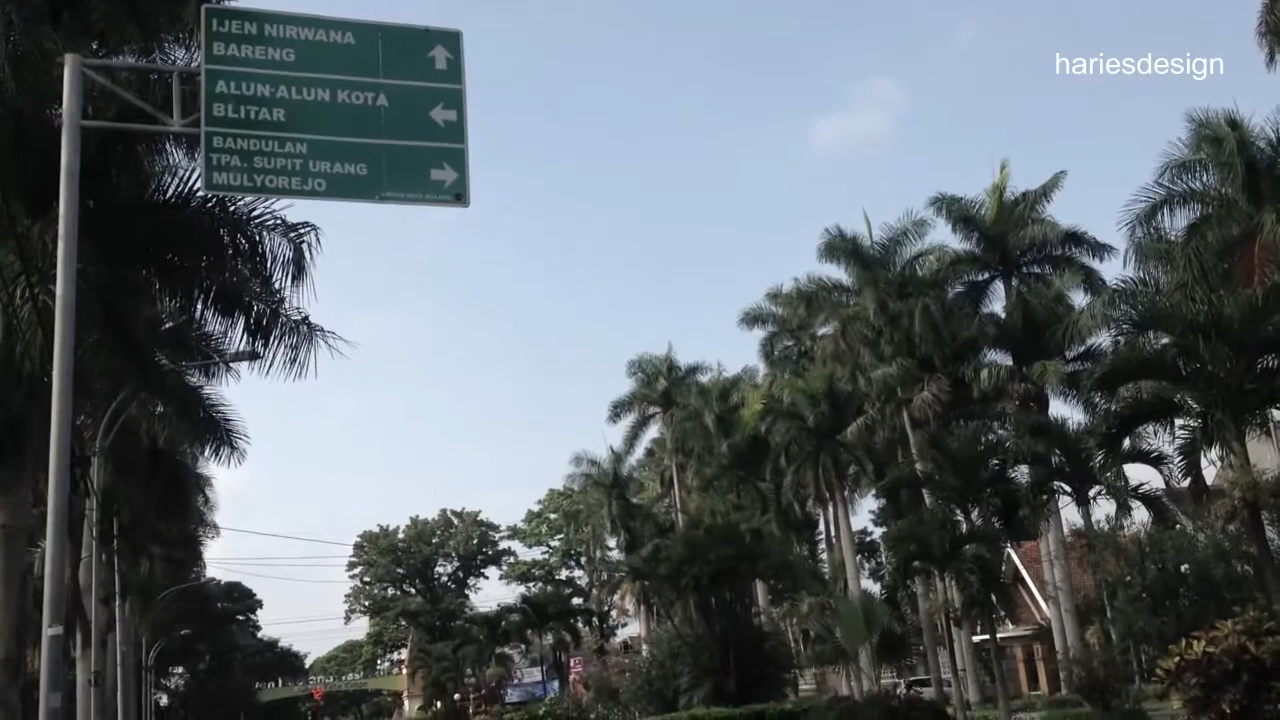 IJEN NIRWANA
BARENG
ALUN-ALUN KOTA
BLITAR
BANDULAN
TPA. SUPIT URANG
MULYOREJO
hariesdesign